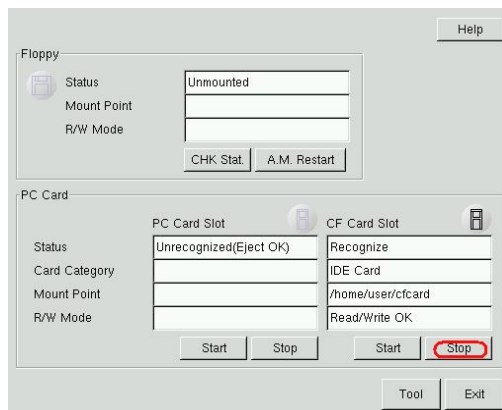 Help
Floppy
Status Unmounted
Mount Point
R/W Mode
CHK Stat. A.M. Restart
PC Card
PC Card Slot CF Card Slot
Status Unrecognized(Eject OK) Recognize
Card Category IDE Card
Mount Point /home/user/cfcard
R/W Mode Read/Write OK
Start Stop Start Stop
Tool Exit